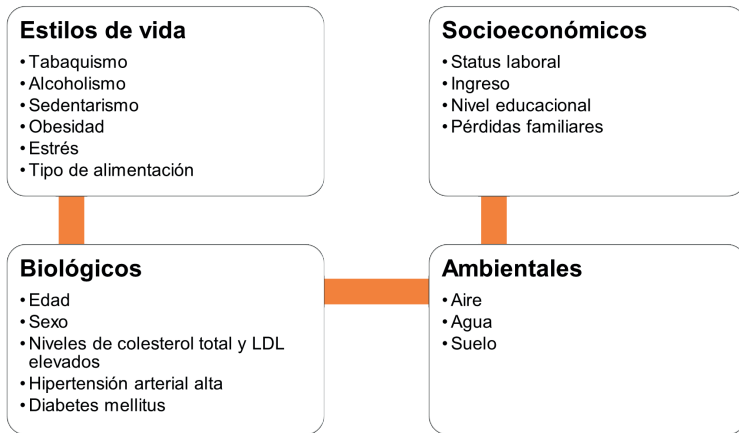 Estilos de vida
• Tabaquismo
• Alcoholismo
• Sedentarismo
• Obesidad
• Estrés
• Tipo de alimentación
Socioeconómicos
• Status laboral
• Ingreso
• Nivel educacional
• Pérdidas familiares
Biológicos
• Edad
• Sexo
• Niveles de colesterol total y LDL
elevados
• Hipertensión arterial alta
• Diabetes mellitus
Ambientales
• Aire
• Agua
• Suelo